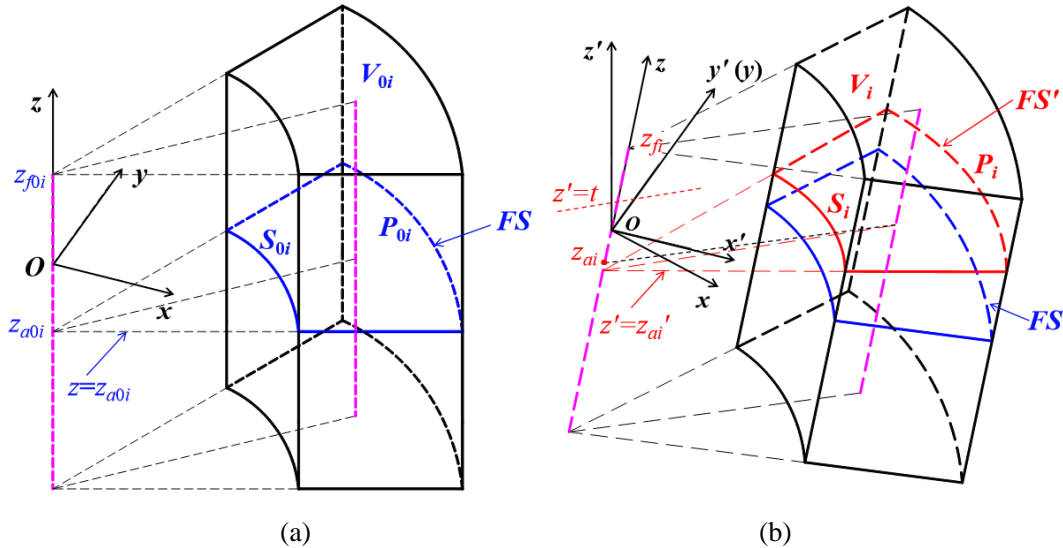 z
V0i
zf0i
y
S0i
P0i
FS
O
x
za0i
z=za0i
(a)
z'
z
y' (y)
Vi
FS'
zfi
Pi
z'=t
Si
O
x'
zai
x
z'=zai'
FS
(b)